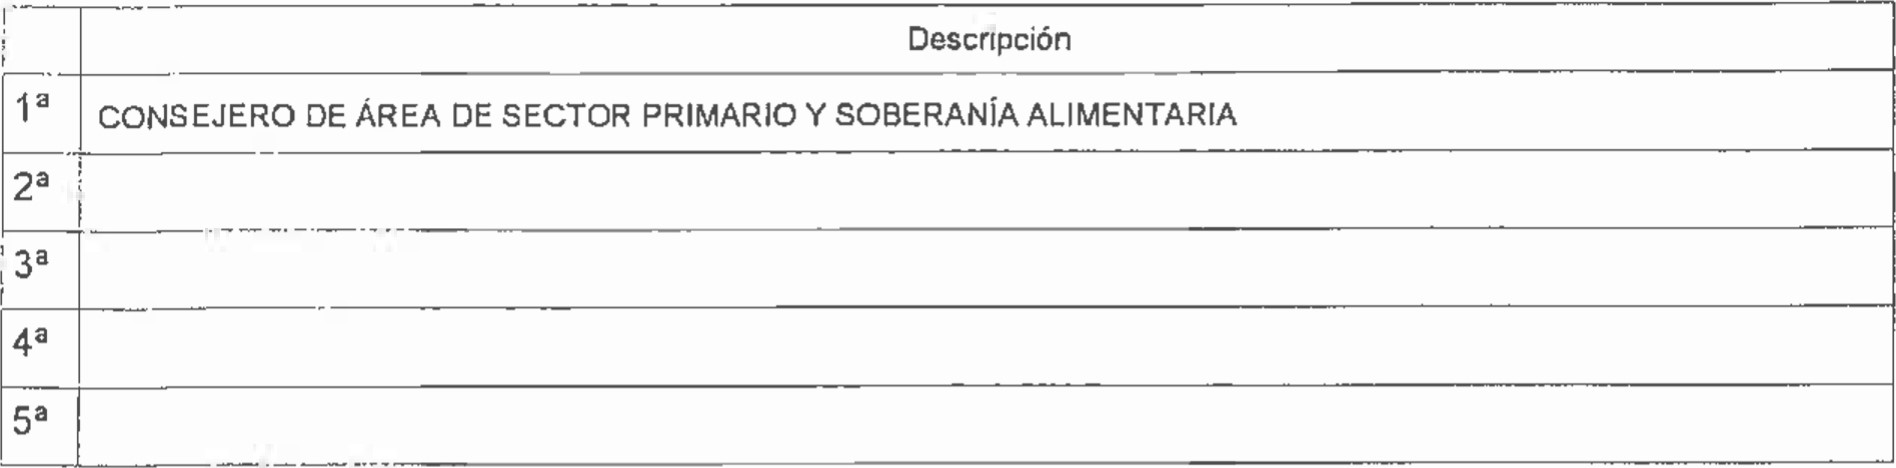 Descripción
1ª CONSEJERO DE ÁREA DE SECTOR PRIMARIO Y SOBERANÍA ALIMENTARIA
2ª
3ª
4ª
5ª